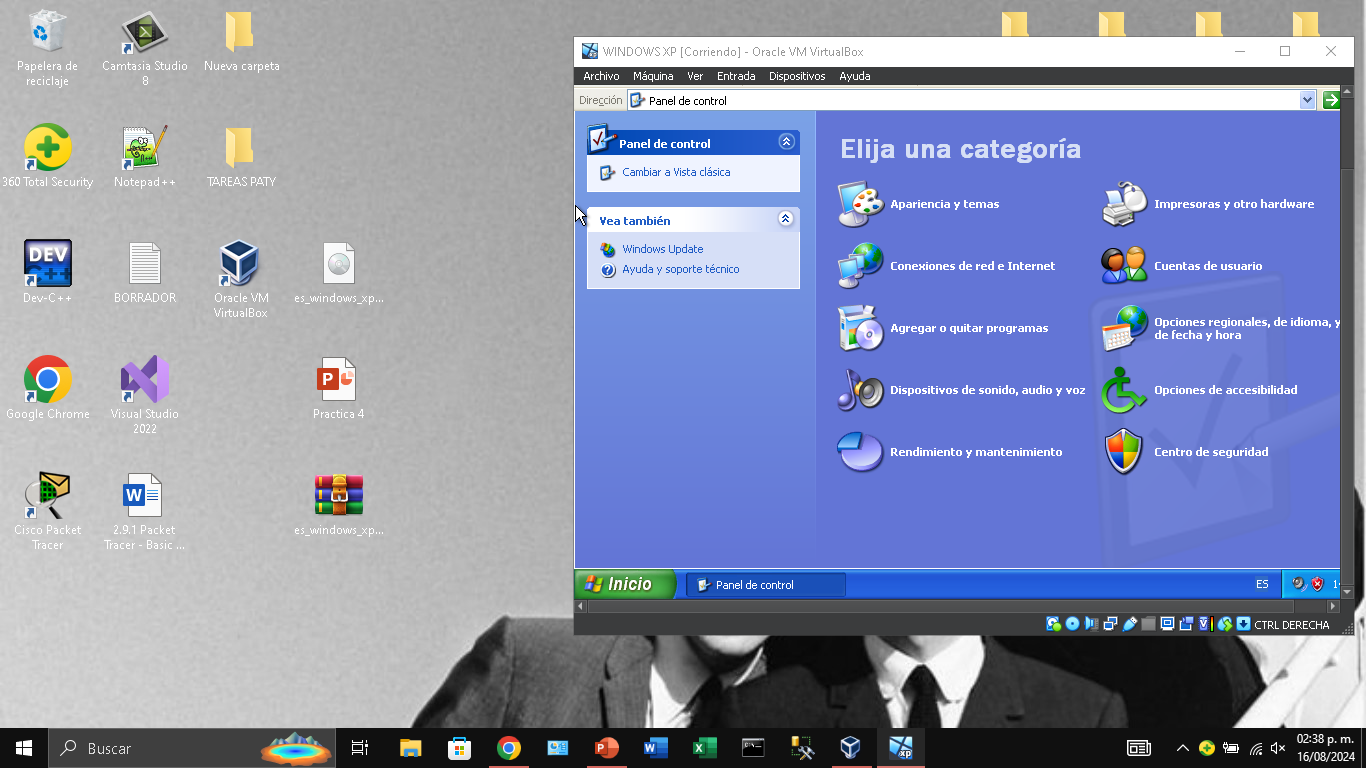 Papelera de
reciclaje
Camtasia Studio
8
Nueva carpeta
360 Total Security
Notepad++
TAREAS PATY
DEV
C++
Dev-C++
BORRADOR
Oracle VM
VirtualBox
es_windows_xp...
Google Chrome
Visual Studio
2022
Practica 4
Cisco Packet
Tracer
2.9.1 Packet
Tracer - Basic ...
es_windows_xp...
WINDOWS XP [Corriendo] - Oracle VM VirtualBox
Archivo Máquina Ver Entrada Dispositivos Ayuda
Dirección Panel de control
Panel de control
Cambiar a Vista clásica
Vea también
Windows Update
Ayuda y soporte técnico
Elija una categoría
Apariencia y temas
Impresoras y otro hardware
Conexiones de red e Internet
Cuentas de usuario
Agregar o quitar programas
Opciones regionales, de idioma, y
de fecha y hora
Dispositivos de sonido, audio y voz
Opciones de accesibilidad
Rendimiento y mantenimiento
Centro de seguridad
Inicio Panel de control ES
CTRL DERECHA
Buscar
02:38 p. m.
16/08/2024